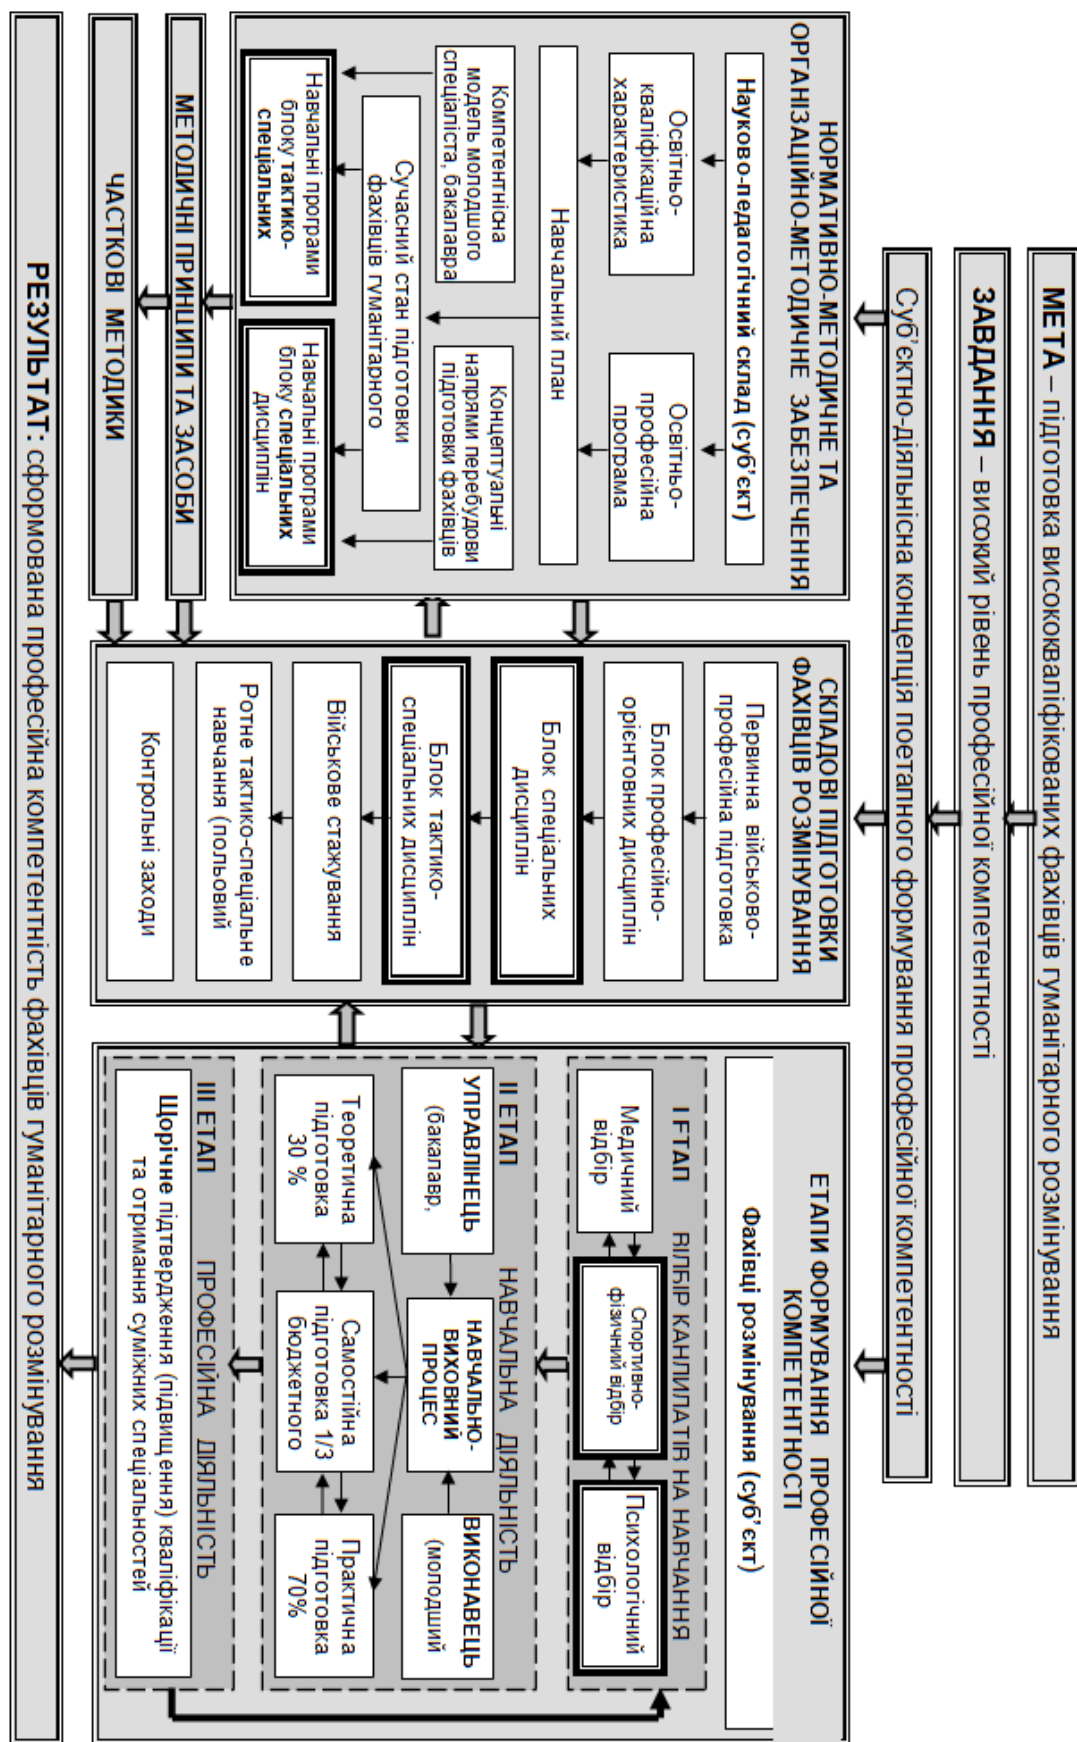 МЕТА – підготовка висококваліфікованих фахівців гуманітарного розмінування
ЗАВДАННЯ – високий рівень професійної компетентності
Суб’єктно-діяльнісна концепція поетапного формування професійної компетентності
НОРМАТИВНО-МЕТОДИЧНЕ ТА
ОРГАНІЗАЦІЙНО-МЕТОДИЧНЕ ЗАБЕЗПЕЧЕННЯ
Науково-педагогічний склад (суб’єкт)
Освітньо-
кваліфікаційна
характеристика
Освітньо-
професійна
програма
Навчальний план
Компетентнісна
модель молодшого
спеціаліста, бакалавра
Концептуальні
напрями перебудови
підготовки фахівців
Сучасний стан підготовки
фахівців гуманітарного
Навчальні програми
блоку тактико-
спеціальних
Навчальні програми
блоку спеціальних
дисциплін
МЕТОДИЧНІ ПРИНЦИПИ ТА ЗАСОБИ
ЧАСТКОВІ МЕТОДИКИ
СКЛАДОВІ ПІДГОТОВКИ
ФАХІВЦІВ РОЗМІНУВАННЯ
Первинна військово-
професійна підготовка
Блок професійно-
орієнтовних дисциплін
Блок спеціальних
дисциплін
Блок тактико-
спеціальних дисциплін
Військове стажування
Ротне тактико-спеціальне
навчання (польовий
Контрольні заходи
ЕТАПИ ФОРМУВАННЯ ПРОФЕСІЙНОЇ
КОМПЕТЕНТНОСТІ
Фахівці розмінування (суб’єкт)
І ЕТАП ВІДБІР КАНДИДАТІВ НА НАВЧАННЯ
Медичний
відбір
Спортивно-
фізичний відбір
Психологічний
відбір
ІІ ЕТАП НАВЧАЛЬНА ДІЯЛЬНІСТЬ
УПРАВЛІНЕЦЬ
(бакалавр,
НАВЧАЛЬНО-
ВИХОВНИЙ
ПРОЦЕС
ВИКОНАВЕЦЬ
(молодший
Теоретична
підготовка
30 %
Самостійна
підготовка 1/3
бюджетного
Практична
підготовка
70%
ІІІ ЕТАП ПРОФЕСІЙНА ДІЯЛЬНІСТЬ
Щорічне підтвердження (підвищення) кваліфікації
та отримання суміжних спеціальностей
РЕЗУЛЬТАТ: сформована професійна компетентність фахівців гуманітарного розмінування